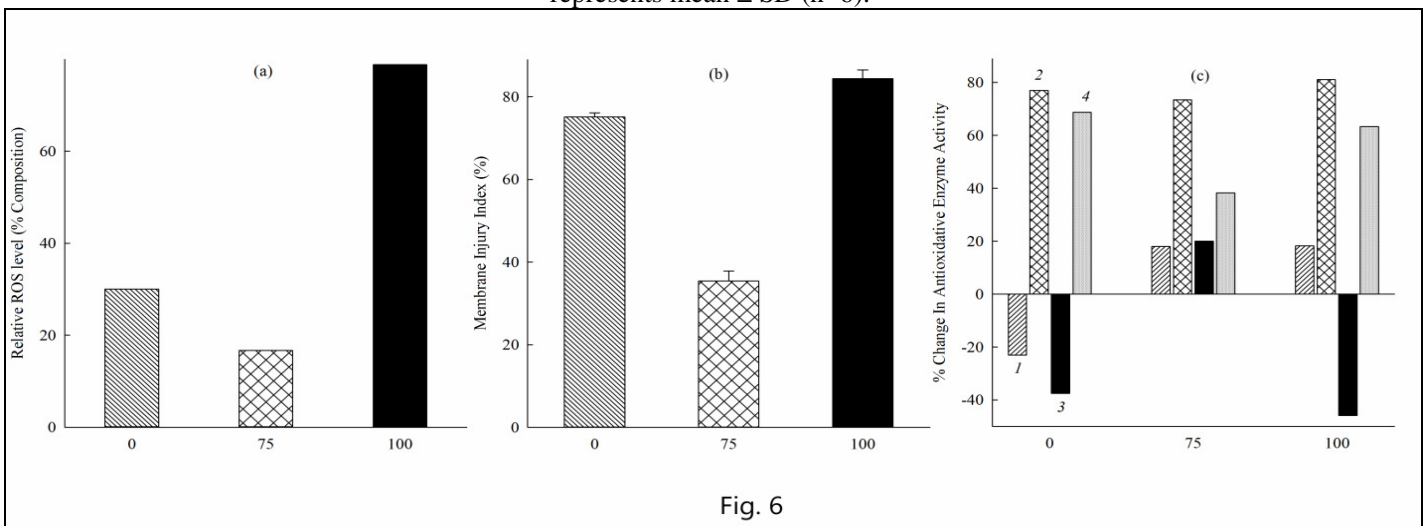 represents mean ± SD (n=6).
(a)
Relative ROS level (% Composition)
60
40
20
0
0 75 100
(b)
Membrane Injury Index (%)
80
60
40
20
0
0 75 100
(c)
% Change In Antioxidative Enzyme Activity
80
60
40
20
0
-20
-40
2
4
1
3
0 75 100
Fig. 6